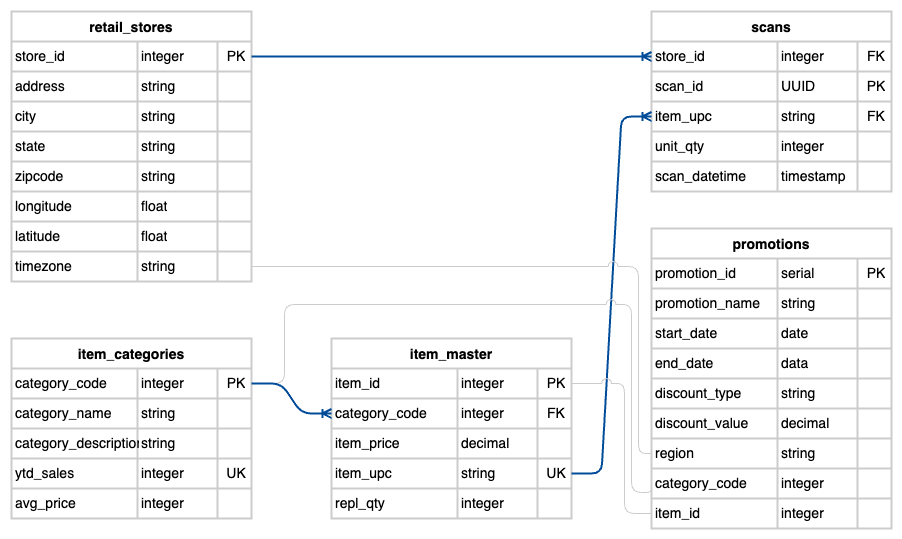 retail_stores
store_id integer PK
address string
city string
state string
zipcode string
longitude float
latitude float
timezone string
scans
store_id integer FK
scan_id UUID PK
item_upc string FK
unit_qty integer
scan_datetime timestamp
promotions
promotion_id serial PK
promotion_name string
start_date date
end_date data
discount_type string
discount_value decimal
region string
category_code integer
item_id integer
item_categories
category_code integer PK
category_name string
category_description string
ytd_sales integer UK
avg_price integer
item_master
item_id integer PK
category_code integer FK
item_price decimal
item_upc string UK
repl_qty integer